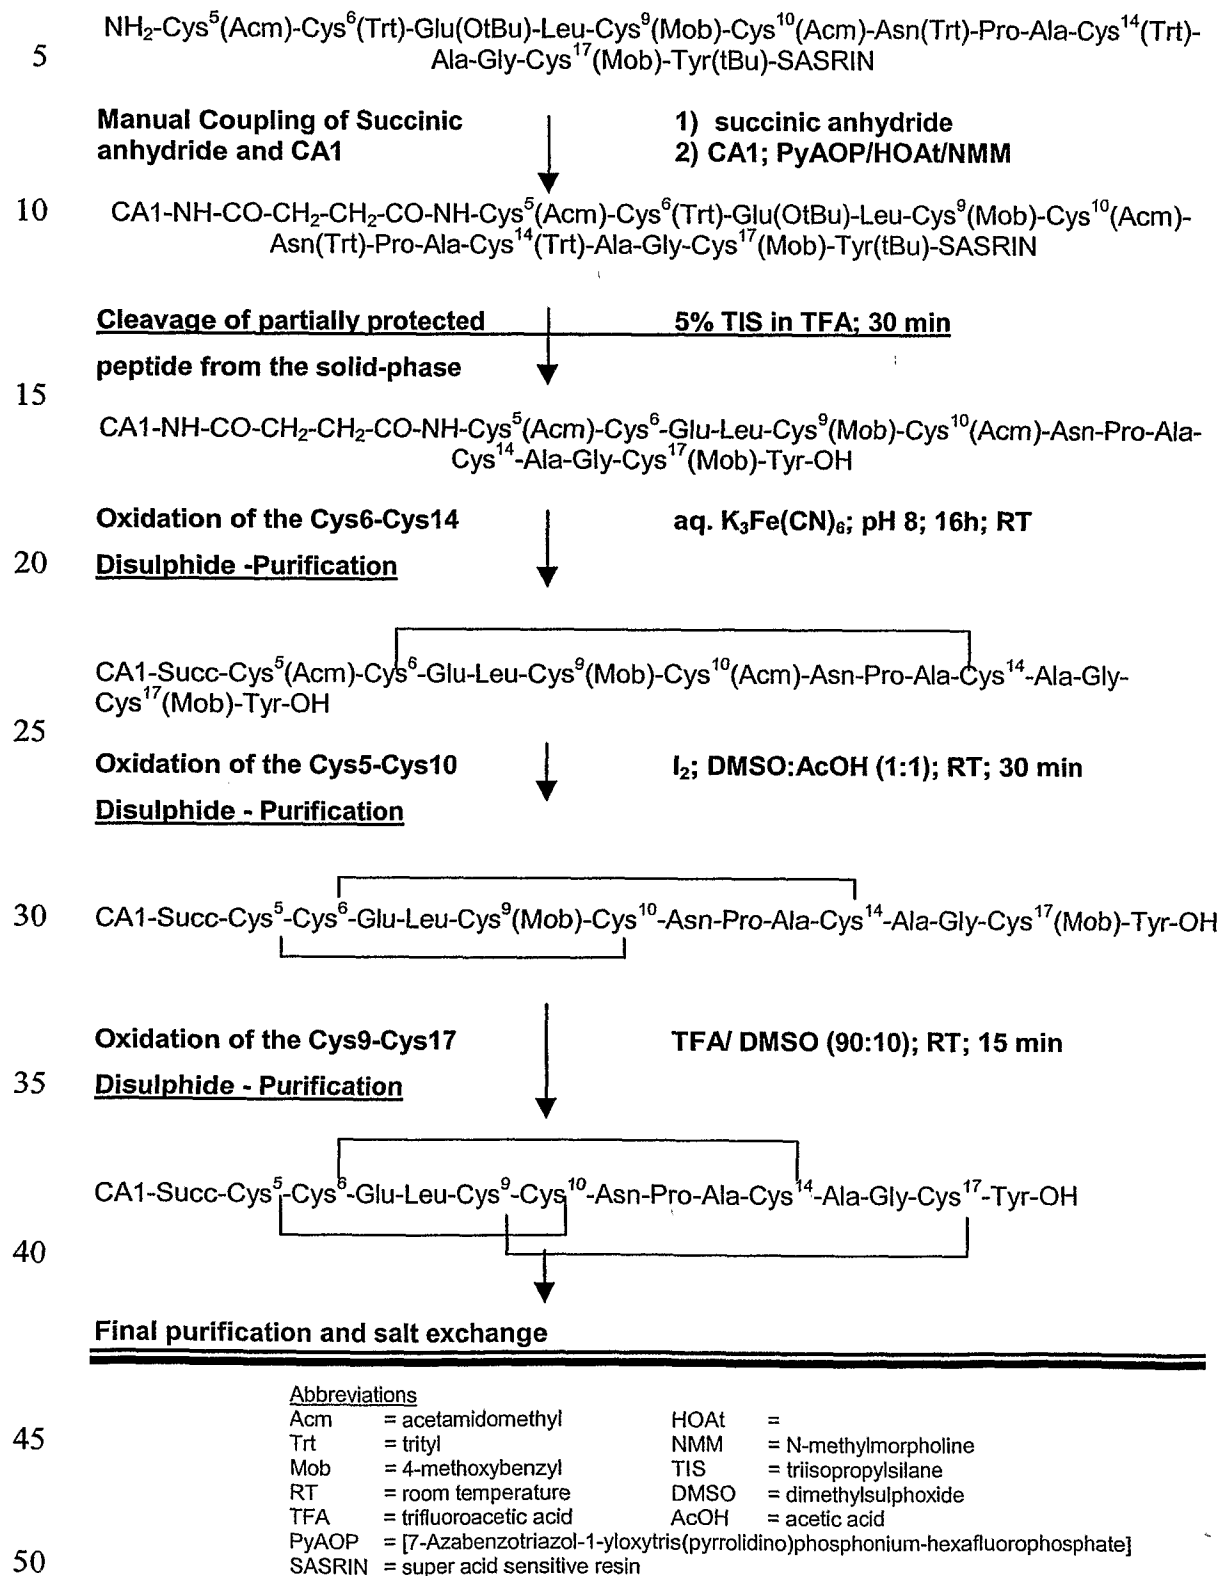 NH₂-Cys⁵(Acm)-Cys⁶(Trt)-Glu(OtBu)-Leu-Cys⁹(Mob)-Cys¹⁰(Acm)-Asn(Trt)-Pro-Ala-Cys¹⁴(Trt)-
5 Ala-Gly-Cys¹⁷(Mob)-Tyr(tBu)-SASRIN
Manual Coupling of Succinic 1) succinic anhydride
anhydride and CA1 2) CA1; PyAOP/HOAt/NMM
10 CA1-NH-CO-CH₂-CH₂-CO-NH-Cys⁵(Acm)-Cys⁶(Trt)-Glu(OtBu)-Leu-Cys⁹(Mob)-Cys¹⁰(Acm)-
Asn(Trt)-Pro-Ala-Cys¹⁴(Trt)-Ala-Gly-Cys¹⁷(Mob)-Tyr(tBu)-SASRIN
Cleavage of partially protected 5% TIS in TFA; 30 min
peptide from the solid-phase
15
CA1-NH-CO-CH₂-CH₂-CO-NH-Cys⁵(Acm)-Cys⁶-Glu-Leu-Cys⁹(Mob)-Cys¹⁰(Acm)-Asn-Pro-Ala-
Cys¹⁴-Ala-Gly-Cys¹⁷(Mob)-Tyr-OH
Oxidation of the Cys6-Cys14 aq. K₃Fe(CN)₆; pH 8; 16h; RT
20 Disulphide -Purification
CA1-Succ-Cys⁵(Acm)-Cys⁶-Glu-Leu-Cys⁹(Mob)-Cys¹⁰(Acm)-Asn-Pro-Ala-Cys¹⁴-Ala-Gly-
Cys¹⁷(Mob)-Tyr-OH
25
Oxidation of the Cys5-Cys10 I₂; DMSO:AcOH (1:1); RT; 30 min
Disulphide - Purification
30 CA1-Succ-Cys⁵-Cys⁶-Glu-Leu-Cys⁹(Mob)-Cys¹⁰-Asn-Pro-Ala-Cys¹⁴-Ala-Gly-Cys¹⁷(Mob)-Tyr-OH
Oxidation of the Cys9-Cys17 TFA/ DMSO (90:10); RT; 15 min
35 Disulphide - Purification
CA1-Succ-Cys⁵-Cys⁶-Glu-Leu-Cys⁹-Cys¹⁰-Asn-Pro-Ala-Cys¹⁴-Ala-Gly-Cys¹⁷-Tyr-OH
40
Final purification and salt exchange
Abbreviations
Acm = acetamidomethyl HOAt =
45 Trt = trityl NMM = N-methylmorpholine
Mob = 4-methoxybenzyl TIS = triisopropylsilane
RT = room temperature DMSO = dimethylsulphoxide
TFA = trifluoroacetic acid AcOH = acetic acid
PyAOP = [7-Azabenzotriazol-1-yloxytris(pyrrolidino)phosphonium-hexafluorophosphate]
50 SASRIN = super acid sensitive resin